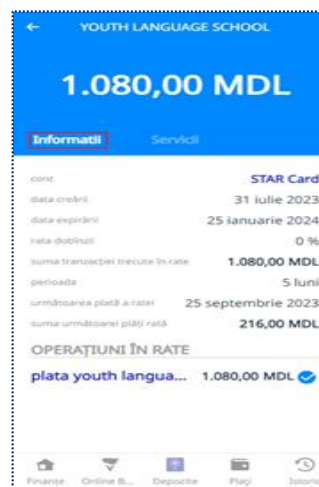 YOUTH LANGUAGE SCHOOL
1.080,00 MDL
Informatii Servicii
cont STAR Card
data creării 31 iulie 2023
data expirării 25 ianuarie 2024
rata dobînzii 0 %
suma tranzacției trecute în rate 1.080,00 MDL
perioada 5 luni
următoarea plată a ratei 25 septembrie 2023
suma următoarei plăți rată 216,00 MDL
OPERAȚIUNI ÎN RATE
plata youth langua... 1.080,00 MDL
Finanțe Online B... Depozite Plăți Istoric